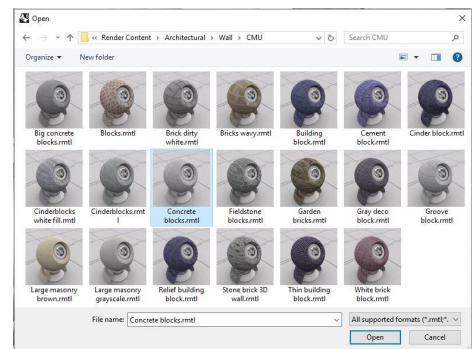 Open
« Render Content › Architectural › Wall › CMU
Search CMU
Organize
New folder
Big concrete
blocks.rmtl
Blocks.rmtl
Brick dirty
white.rmtl
Bricks wavy.rmtl
Building
block.rmtl
Cement
block.rmtl
Cinder block.rmtl
Cinderblocks
white fill.rmtl
Cinderblocks.rmt
l
Concrete
blocks.rmtl
Fieldstone
blocks.rmtl
Garden
bricks.rmtl
Gray deco
block.rmtl
Groove
block.rmtl
Large masonry
brown.rmtl
Large masonry
grayscale.rmtl
Relief building
block.rmtl
Stone brick 3D
wall.rmtl
Thin building
block.rmtl
White brick
block.rmtl
File name: Concrete blocks.rmtl
All supported formats (*.rmtl;*.
Open
Cancel